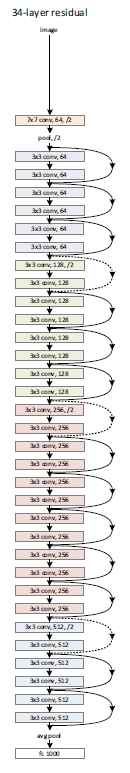 34-layer residual
image
7x7 conv, 64, /2
pool, /2
3x3 conv, 64
3x3 conv, 64
3x3 conv, 64
3x3 conv, 64
3x3 conv, 64
3x3 conv, 64
3x3 conv, 128, /2
3x3 conv, 128
3x3 conv, 128
3x3 conv, 128
3x3 conv, 128
3x3 conv, 128
3x3 conv, 128
3x3 conv, 128
3x3 conv, 256, /2
3x3 conv, 256
3x3 conv, 256
3x3 conv, 256
3x3 conv, 256
3x3 conv, 256
3x3 conv, 256
3x3 conv, 256
3x3 conv, 256
3x3 conv, 256
3x3 conv, 256
3x3 conv, 256
3x3 conv, 512, /2
3x3 conv, 512
3x3 conv, 512
3x3 conv, 512
3x3 conv, 512
3x3 conv, 512
avg pool
fc 1000